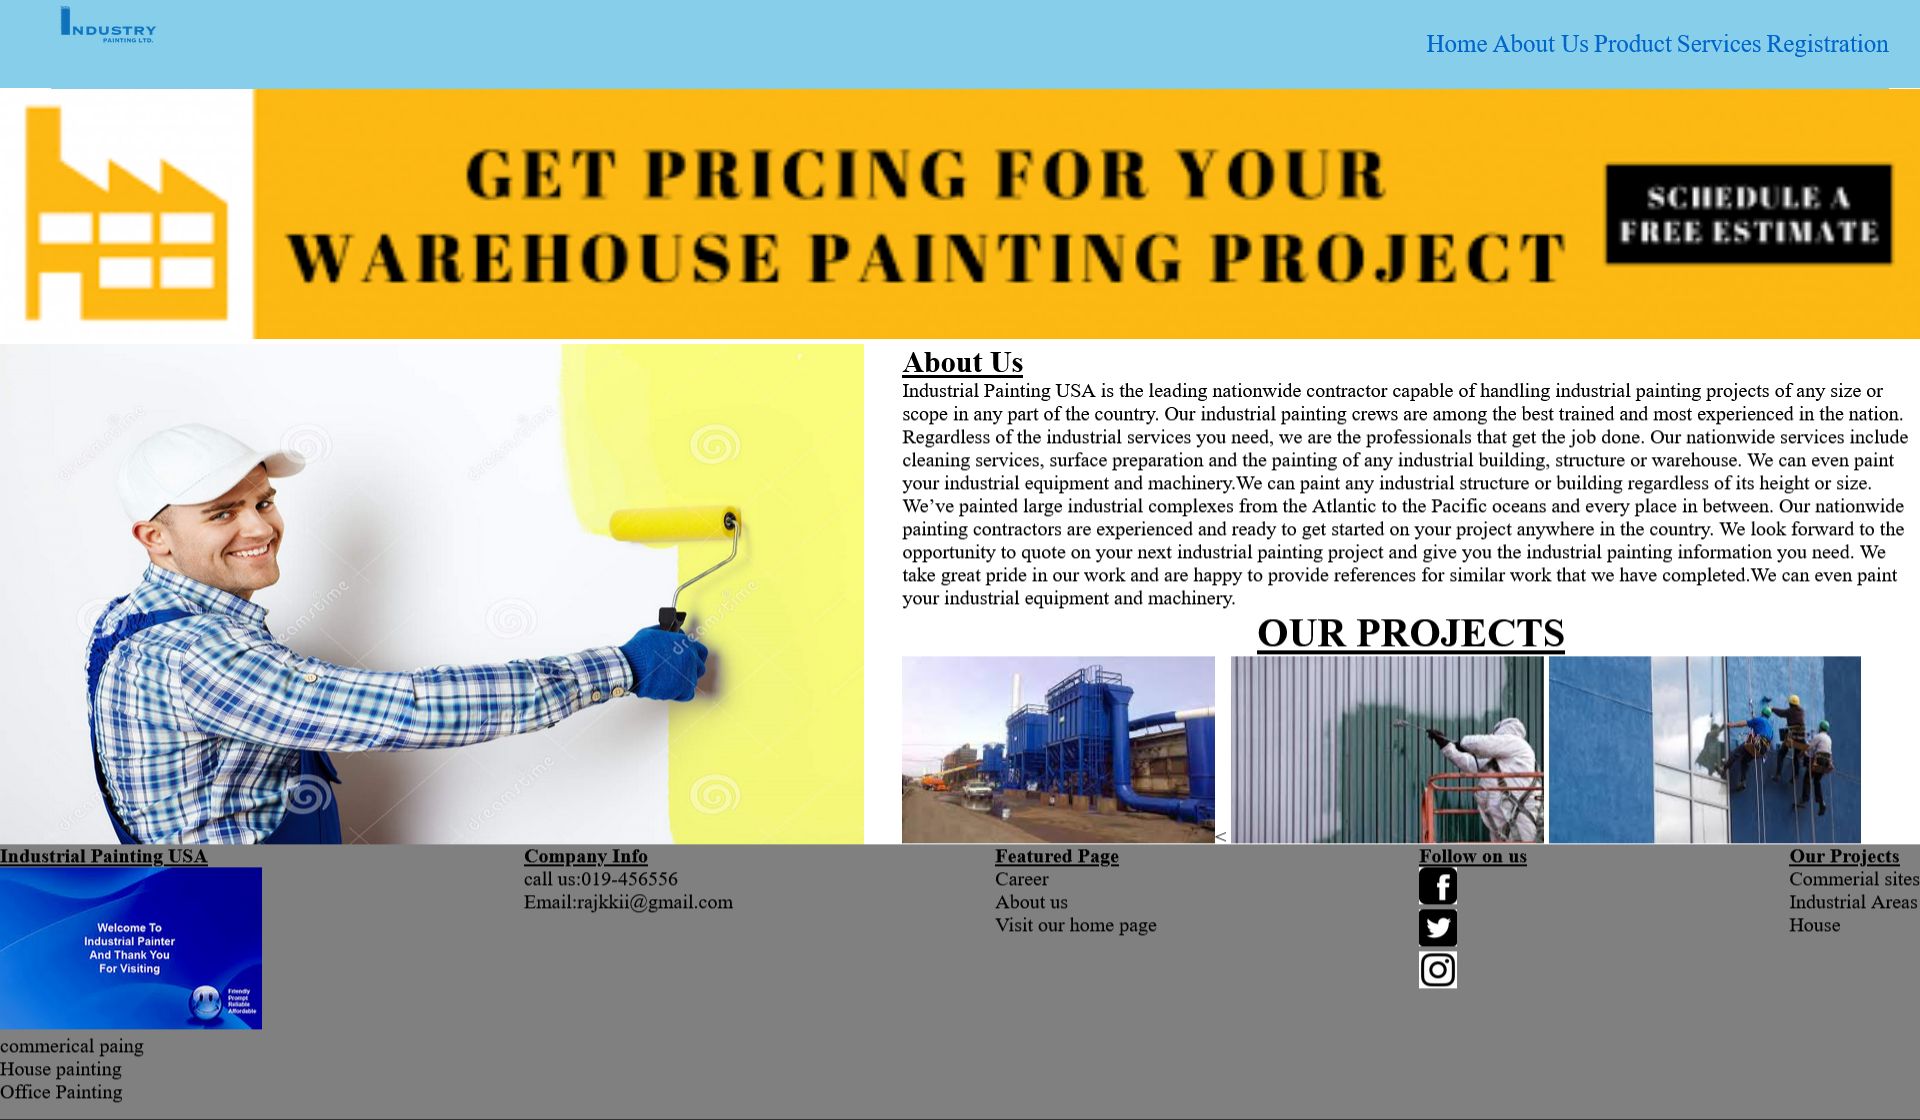 INDUSTRY
PAINTING LTD.
Home About Us Product Services Registration
GET PRICING FOR YOUR
WAREHOUSE PAINTING PROJECT
SCHEDULE A
FREE ESTIMATE
dreamstime
dreamstime
dreamstime
dreamstime
dreamstime
dreamstime
About Us
Industrial Painting USA is the leading nationwide contractor capable of handling industrial painting projects of any size or
scope in any part of the country. Our industrial painting crews are among the best trained and most experienced in the nation.
Regardless of the industrial services you need, we are the professionals that get the job done. Our nationwide services include
cleaning services, surface preparation and the painting of any industrial building, structure or warehouse. We can even paint
your industrial equipment and machinery.We can paint any industrial structure or building regardless of its height or size.
We’ve painted large industrial complexes from the Atlantic to the Pacific oceans and every place in between. Our nationwide
painting contractors are experienced and ready to get started on your project anywhere in the country. We look forward to the
opportunity to quote on your next industrial painting project and give you the industrial painting information you need. We
take great pride in our work and are happy to provide references for similar work that we have completed.We can even paint
your industrial equipment and machinery.
OUR PROJECTS
<
Industrial Painting USA
Welcome To
Industrial Painter
And Thank You
For Visiting
Friendly
Prompt
Reliable
Affordable
commerical paing
House painting
Office Painting
Company Info
call us:019-456556
Email:rajkkii@gmail.com
Featured Page
Career
About us
Visit our home page
Follow on us
Our Projects
Commerial sites
Industrial Areas
House